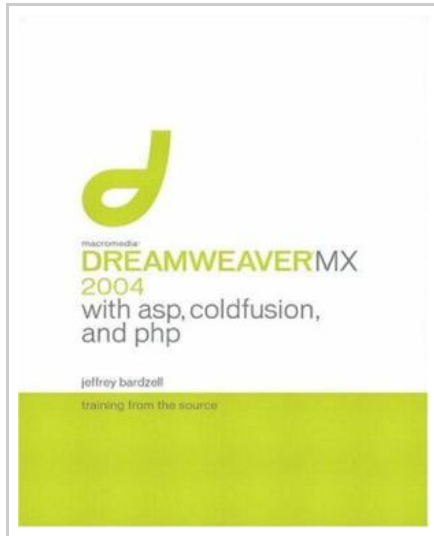 macromedia®
DREAMWEAVERMX
2004
with asp, coldfusion,
and php
jeffrey bardzell
training from the source